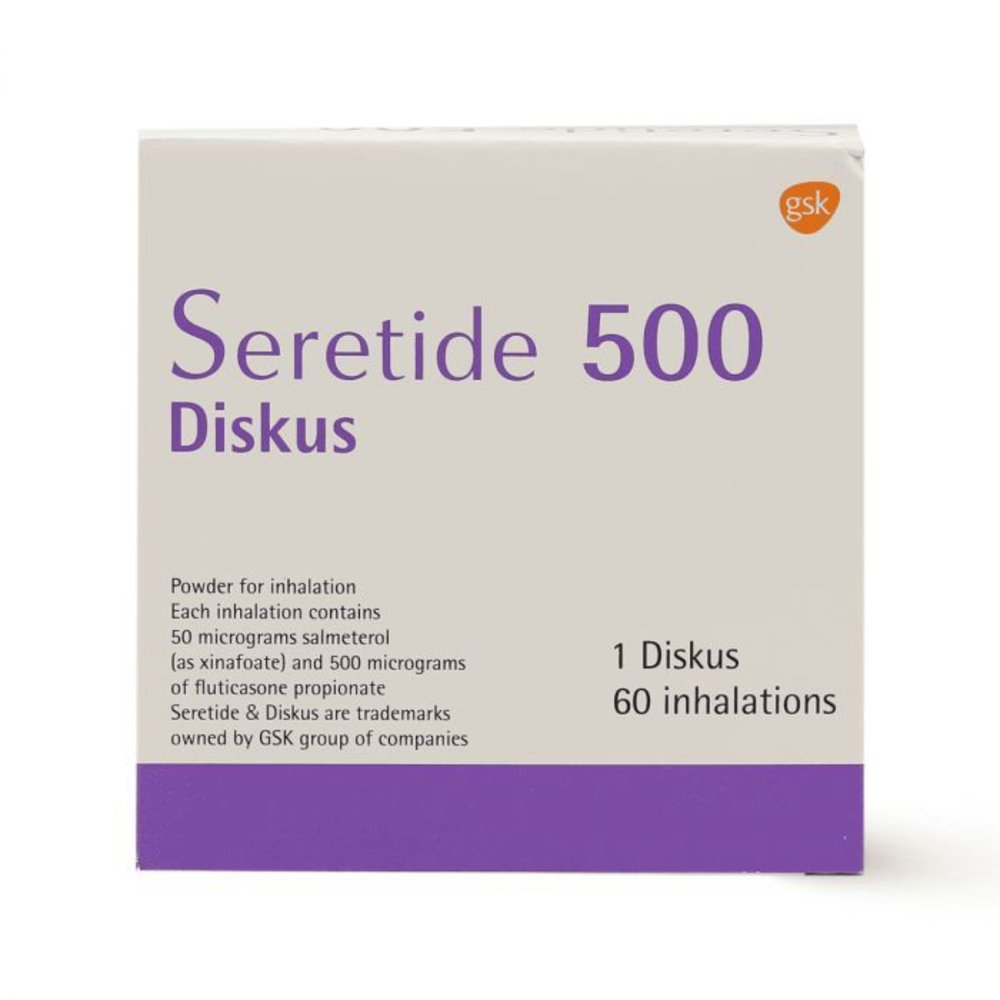 gsk
Seretide 500
Diskus
Powder for inhalation
Each inhalation contains
50 micrograms salmeterol
(as xinafoate) and 500 micrograms
of fluticasone propionate
Seretide & Diskus are trademarks
owned by GSK group of companies
1 Diskus
60 inhalations